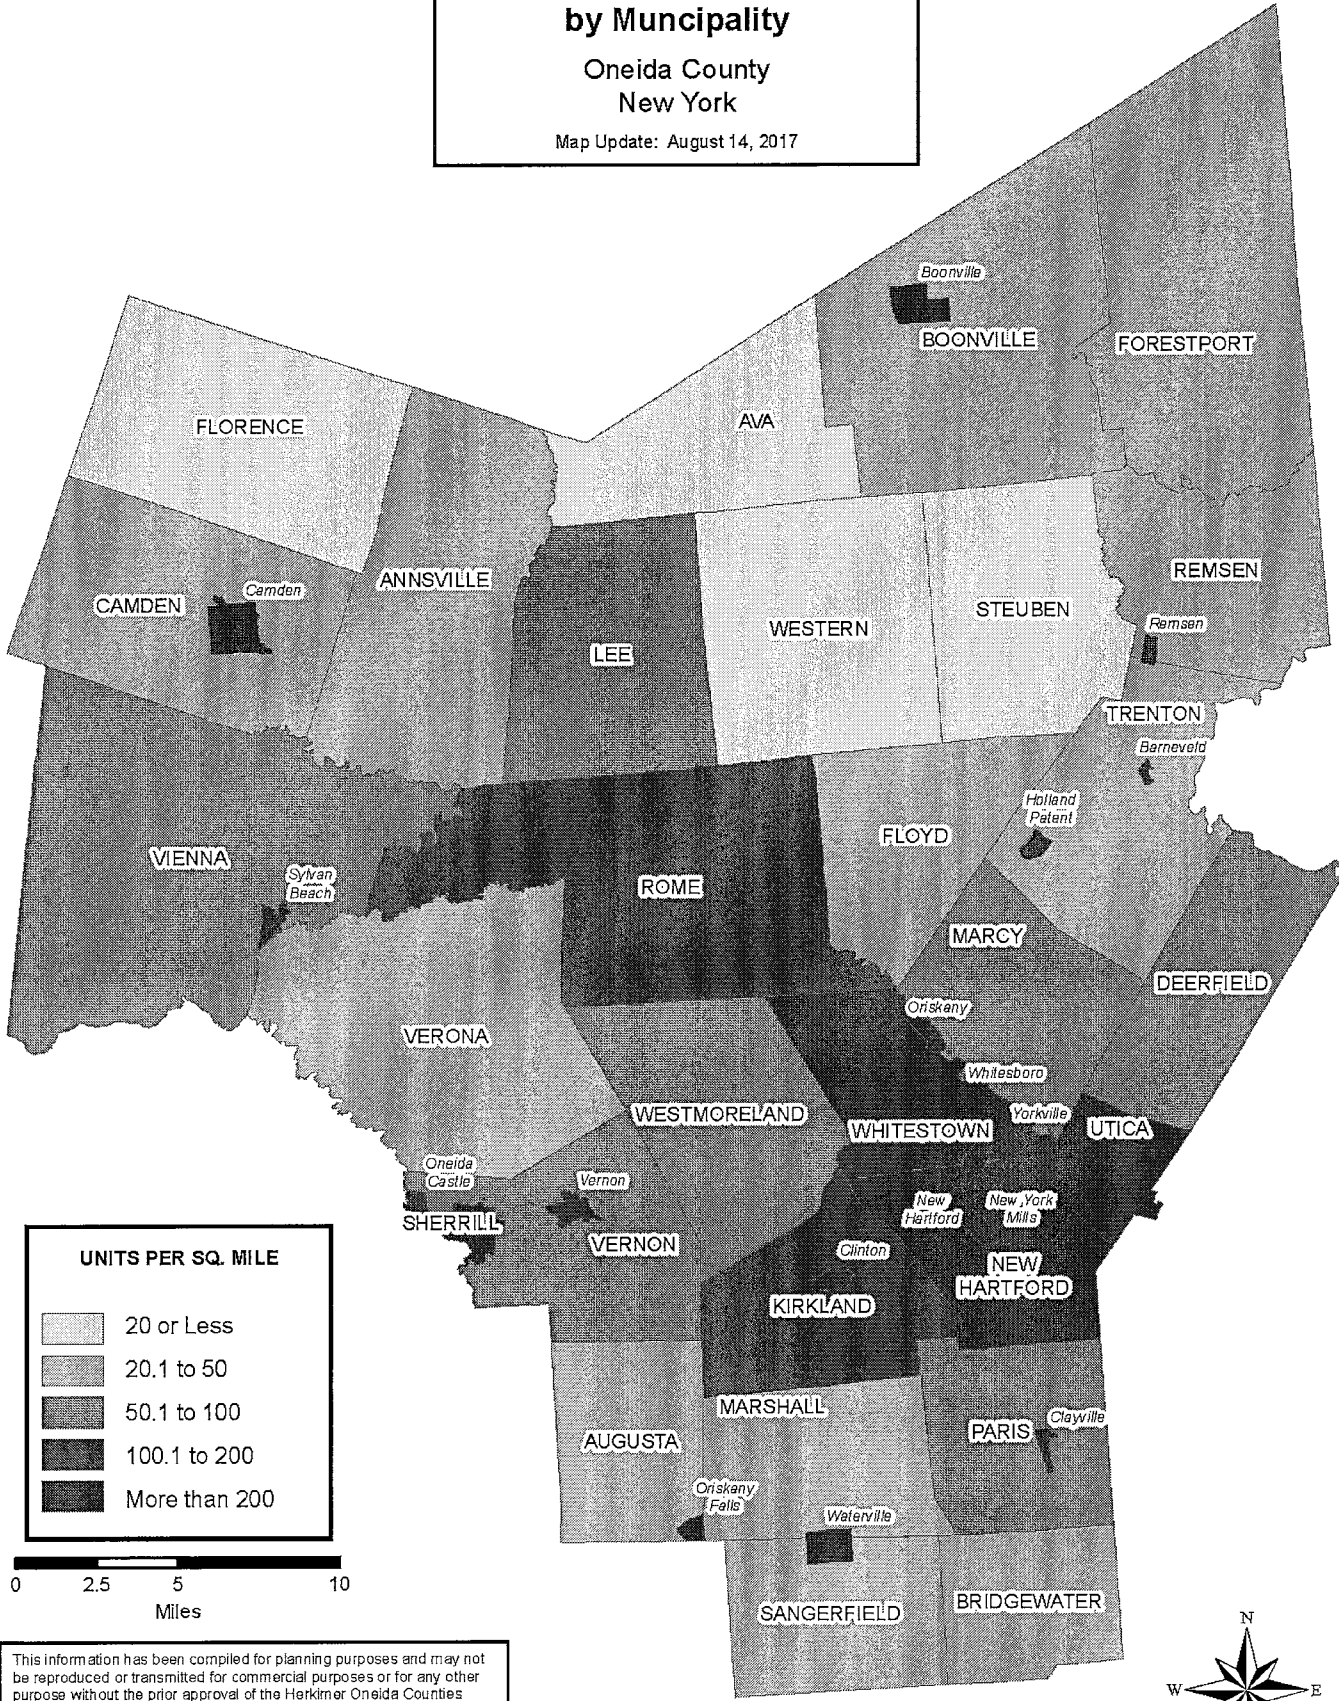 by Muncipality
Oneida County
New York
Map Update: August 14, 2017
Boonville
BOONVILLE
FORESTPORT
FLORENCE
AVA
CAMDEN
Camden
ANNSVILLE
LEE
WESTERN
STEUBEN
REMSEN
Remsen
TRENTON
Barneveld
Holland
Patent
FLOYD
VIENNA
Sylvan
Beach
ROME
MARCY
DEERFIELD
Oriskany
VERONA
Whitesboro
Yorkville
WESTMORELAND
WHITESTOWN
UTICA
Oneida
Castle
Vernon
SHERRILL
VERNON
New
Hartford
New York
Mills
Clinton
NEW
HARTFORD
KIRKLAND
MARSHALL
AUGUSTA
PARIS
Clayville
Oriskany
Falls
Waterville
SANGERFIELD
BRIDGEWATER
UNITS PER SQ. MILE
20 or Less
20.1 to 50
50.1 to 100
100.1 to 200
More than 200
0 2.5 5 10
Miles
This information has been compiled for planning purposes and may not
be reproduced or transmitted for commercial purposes or for any other
purpose without the prior approval of the Herkimer Oneida Counties
N
W E